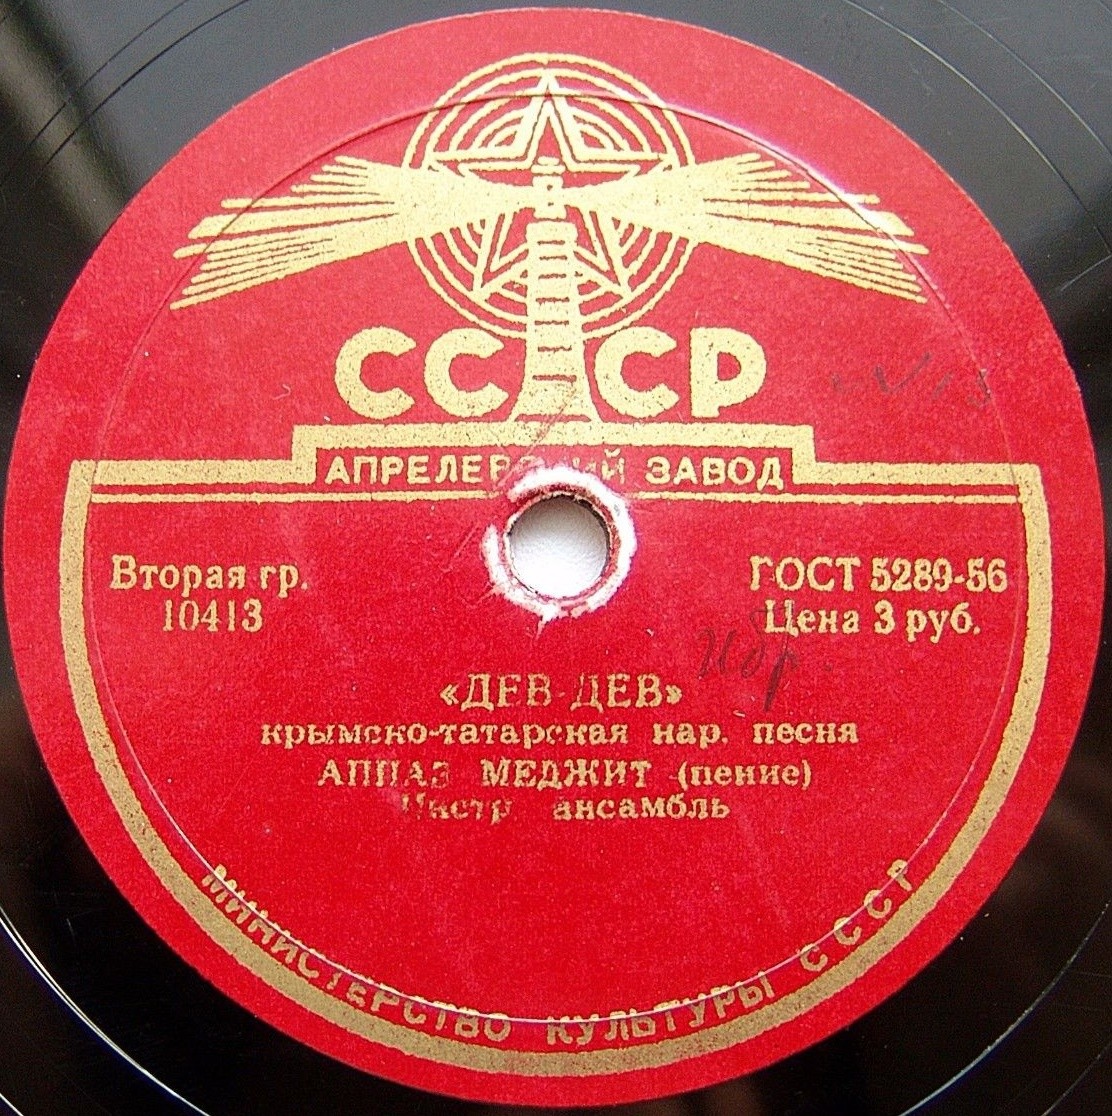 СССР
АПРЕЛЕВСКИЙ ЗАВОД
Вторая гр.
10413
ГОСТ 5289-56
Цена 3 руб.
«ДЕВ-ДЕВ»
крымско-татарская нар. песня
АППАЗ МЕДЖИТ (пение)
Инстр ансамбль
МИНИСТЕРСТВО КУЛЬТУРЫ СССР